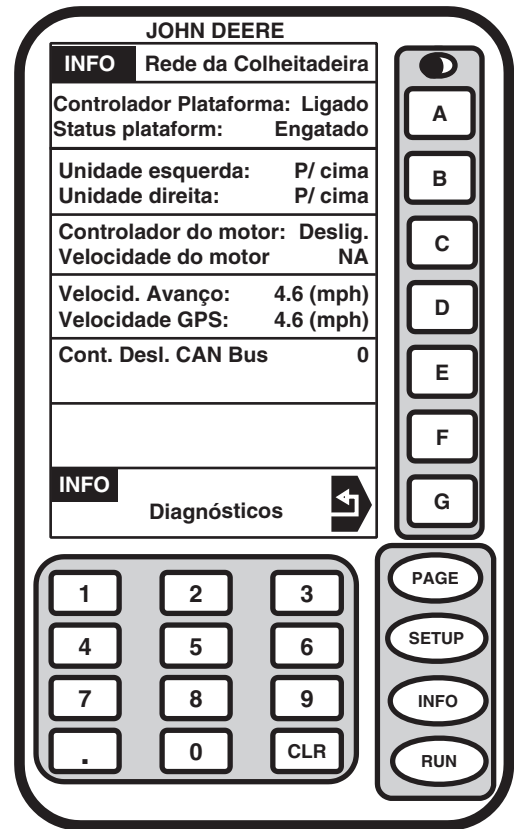 JOHN DEERE
INFO Rede da Colheitadeira
Controlador Plataforma: Ligado
Status plataform: Engatado
Unidade esquerda: P/ cima
Unidade direita: P/ cima
Controlador do motor: Deslig.
Velocidade do motor NA
Velocid. Avanço: 4.6 (mph)
Velocidade GPS: 4.6 (mph)
Cont. Desl. CAN Bus 0
INFO
Diagnósticos
A
B
C
D
E
F
G
1 2 3
4 5 6
7 8 9
. 0 CLR
PAGE
SETUP
INFO
RUN